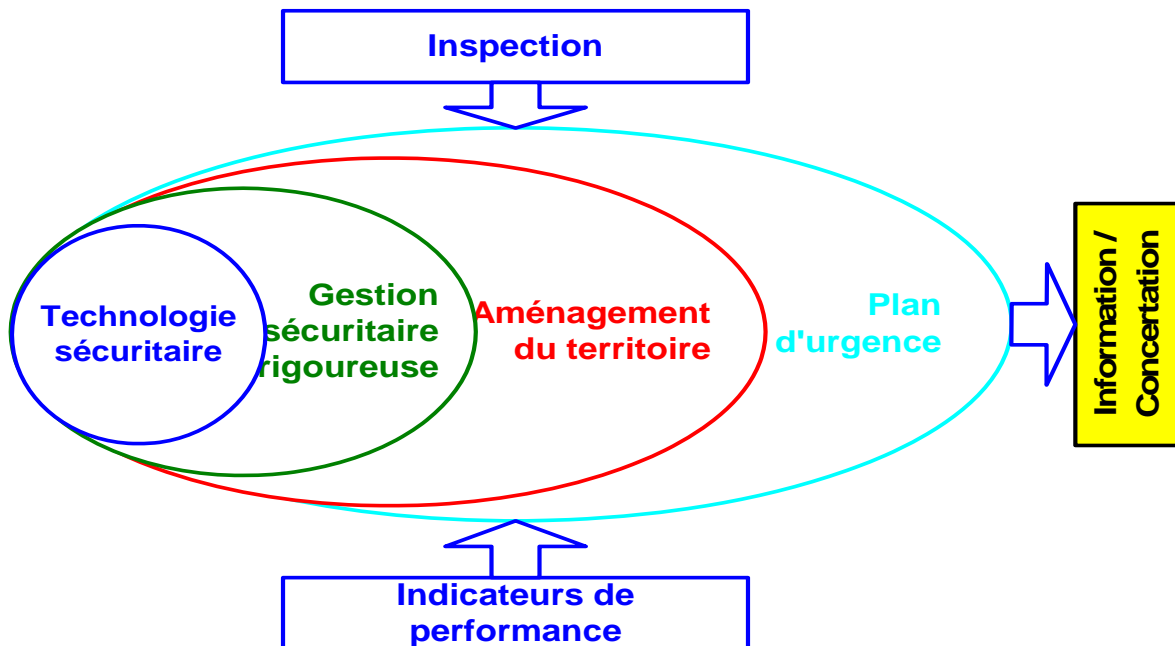 Inspection
Technologie
sécuritaire
Gestion
sécuritaire
rigoureuse
Aménagement
du territoire
Plan
d'urgence
Information /
Concertation
Indicateurs de
performance